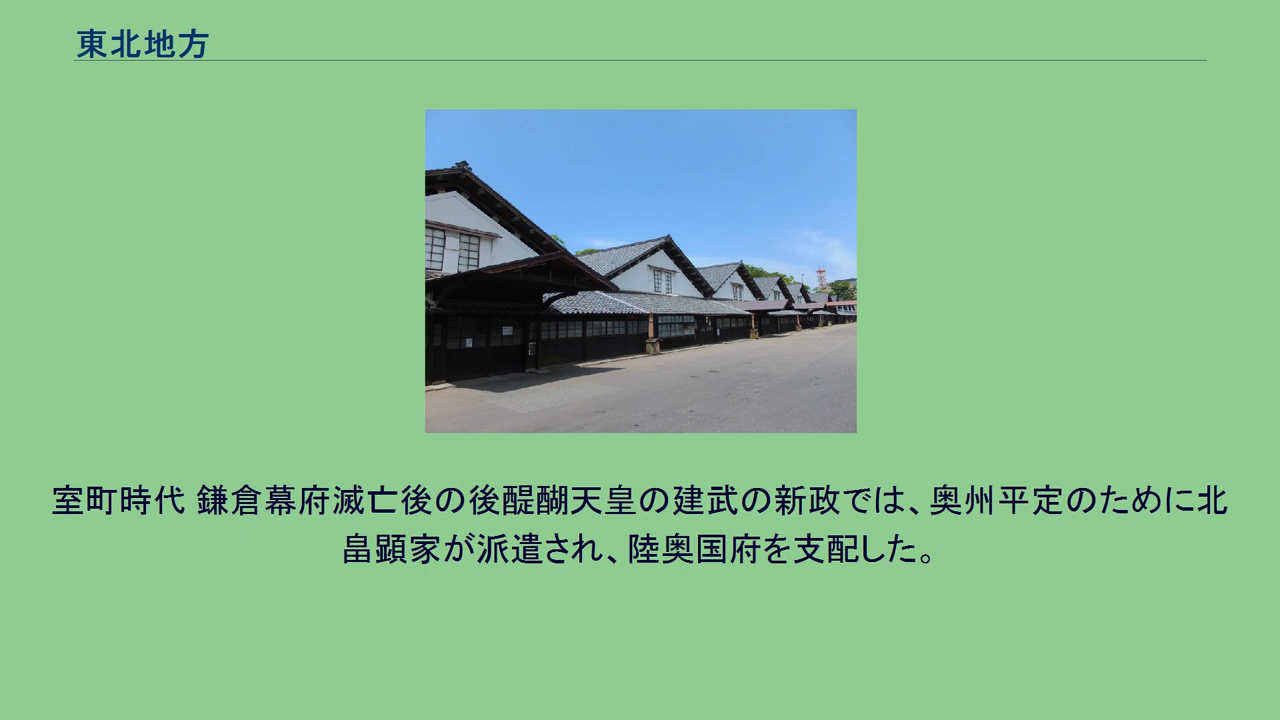 東北地方
室町時代 鎌倉幕府滅亡後の後醍醐天皇の建武の新政では、奥州平定のために北
畠顕家が派遣され、陸奥国府を支配した。